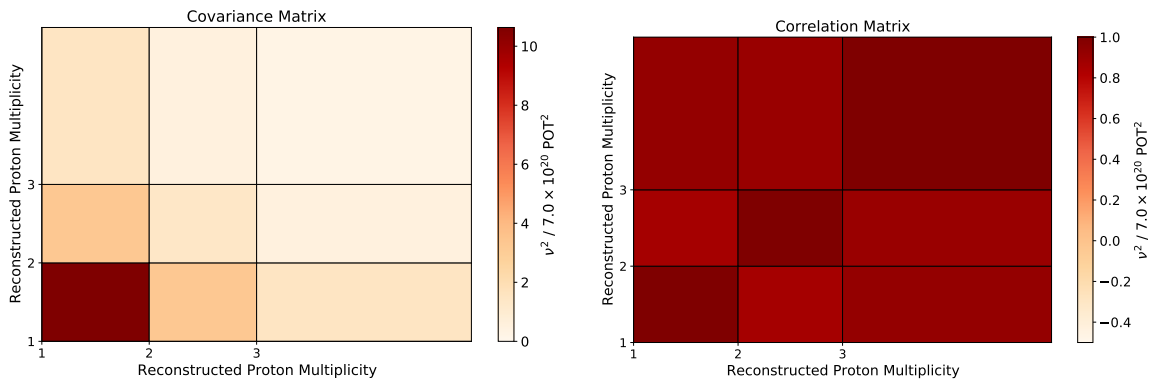 Covariance Matrix
Reconstructed Proton Multiplicity
3
2
1
1 2 3
Reconstructed Proton Multiplicity
10
8
6
4
2
0
ν² / 7.0 × 10²⁰ POT²
Correlation Matrix
Reconstructed Proton Multiplicity
3
2
1
1 2 3
Reconstructed Proton Multiplicity
1.0
0.8
0.6
0.4
0.2
0.0
−0.2
−0.4
ν² / 7.0 × 10²⁰ POT²